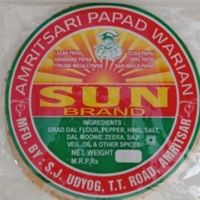 AMRITSARI PAPAD WARIAN
SUN
BRAND
INGREDIENTS :
URAD DAL FLOUR, PEPPER, HING, SALT,
DAL MOONG, ZEERA, SAJI
VEG, OIL & OTHER SPICES
NET WEIGHT
M.R.P.Rs
MFD. BY : S.J. UDYOG, T.T. ROAD, AMRITSAR